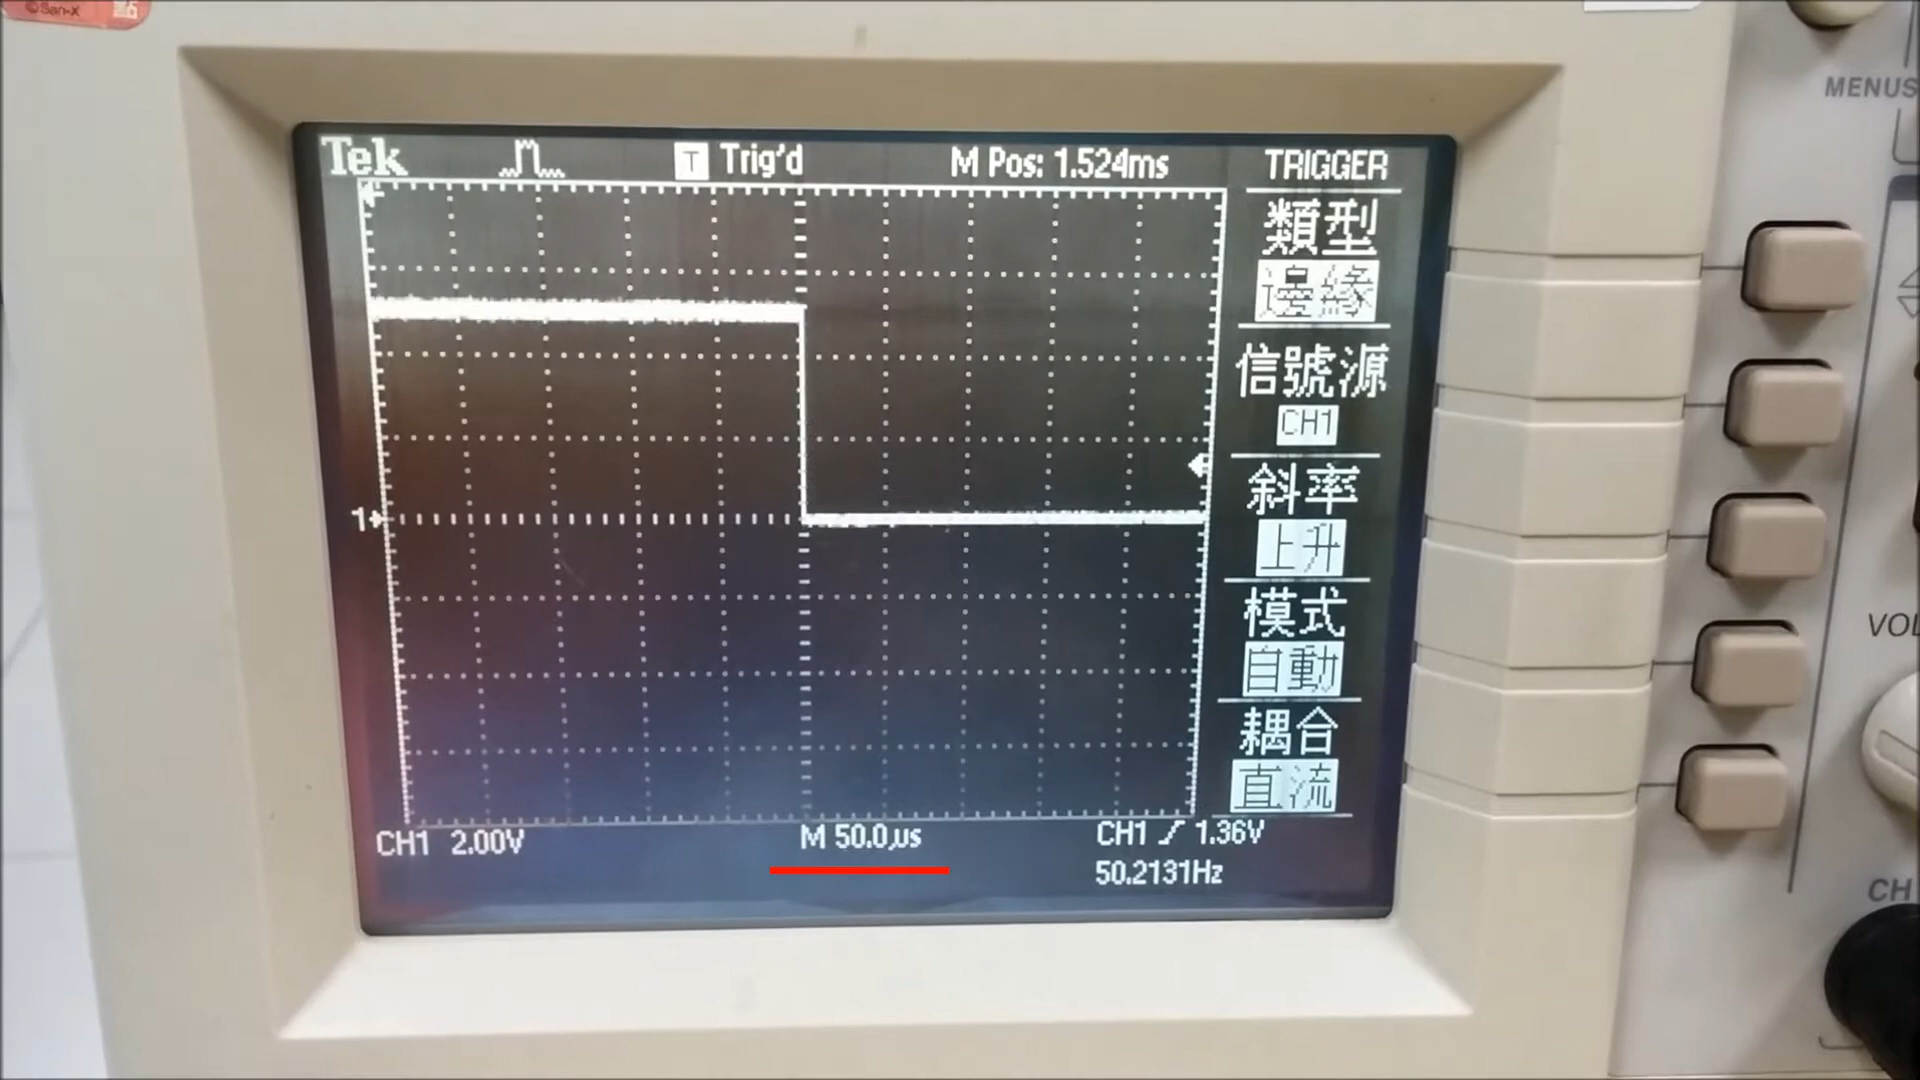 ©San-X
Tek
T Trig'd
M Pos: 1.524ms
TRIGGER
MENUS
類型
邊緣
信號源
CH1
斜率
上升
模式
自動
耦合
直流
1
VOL
CH1 2.00V
M 50.0µs
CH1 1.36V
50.2131Hz
CH